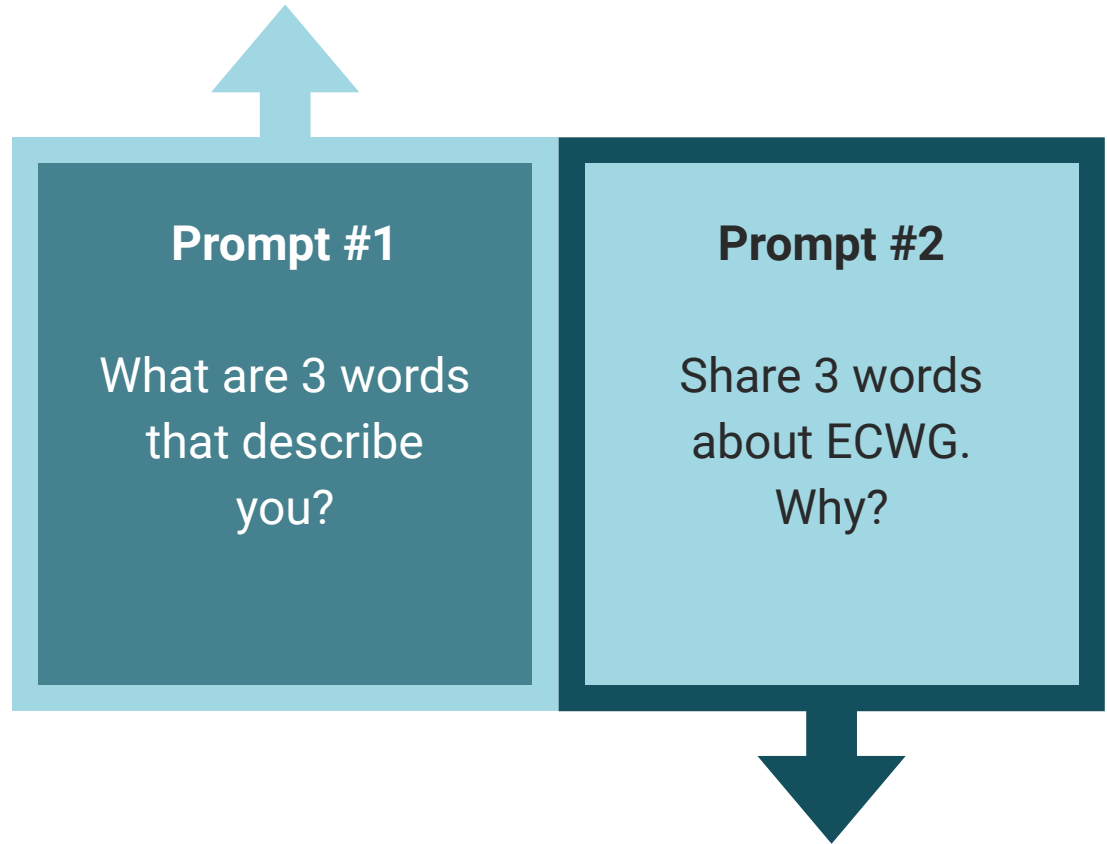 Prompt #1
What are 3 words
that describe
you?
Prompt #2
Share 3 words
about ECWG.
Why?